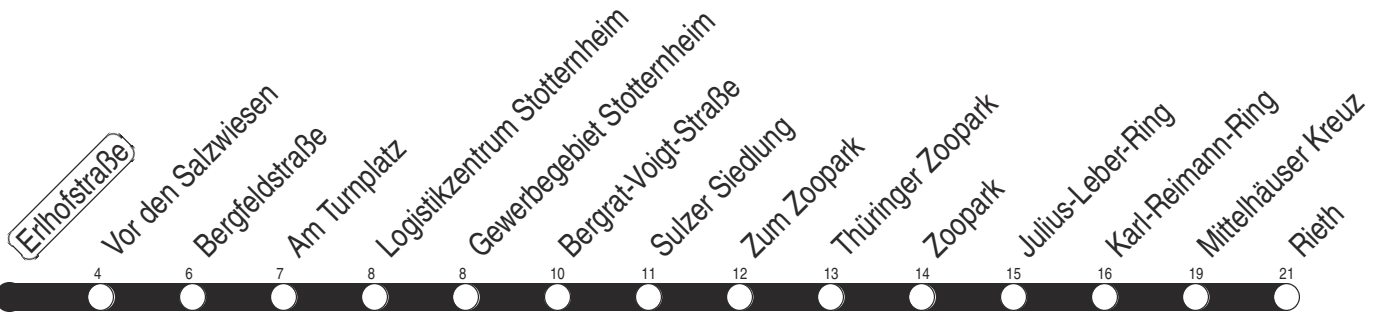 Erlhofstraße
Vor den Salzwiesen
Bergfeldstraße
Am Turnplatz
Logistikzentrum Stotternheim
Gewerbegebiet Stotternheim
Bergrat-Voigt-Straße
Sulzer Siedlung
Zum Zoopark
Thüringer Zoopark
Zoopark
Julius-Leber-Ring
Karl-Reimann-Ring
Mittelhäuser Kreuz
Rieth
4 6 7 8 8 10 11 12 13 14 15 16 19 21